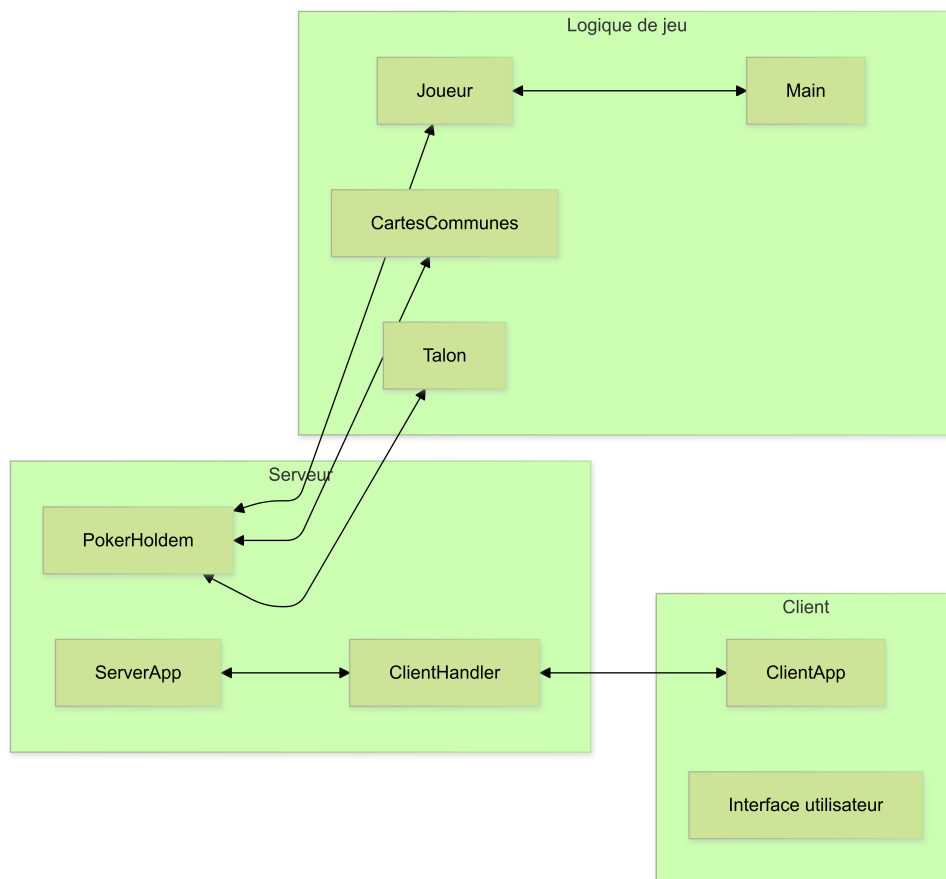 Logique de jeu
Joueur
Main
CartesCommunes
Talon
Serveur
PokerHoldem
ServerApp
ClientHandler
Client
ClientApp
Interface utilisateur